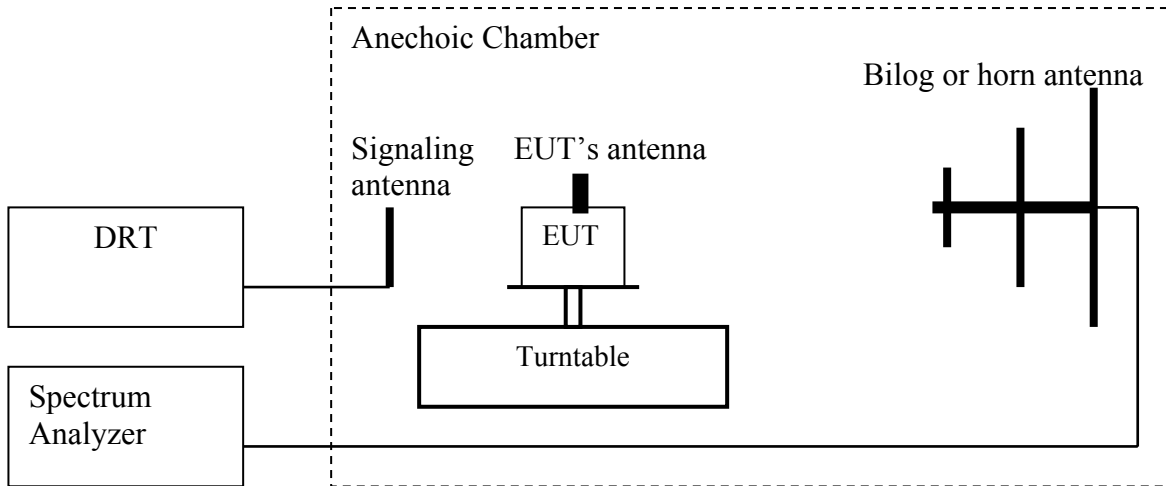 Anechoic Chamber
Bilog or horn antenna
Signaling
antenna
EUT’s antenna
DRT
EUT
Turntable
Spectrum
Analyzer